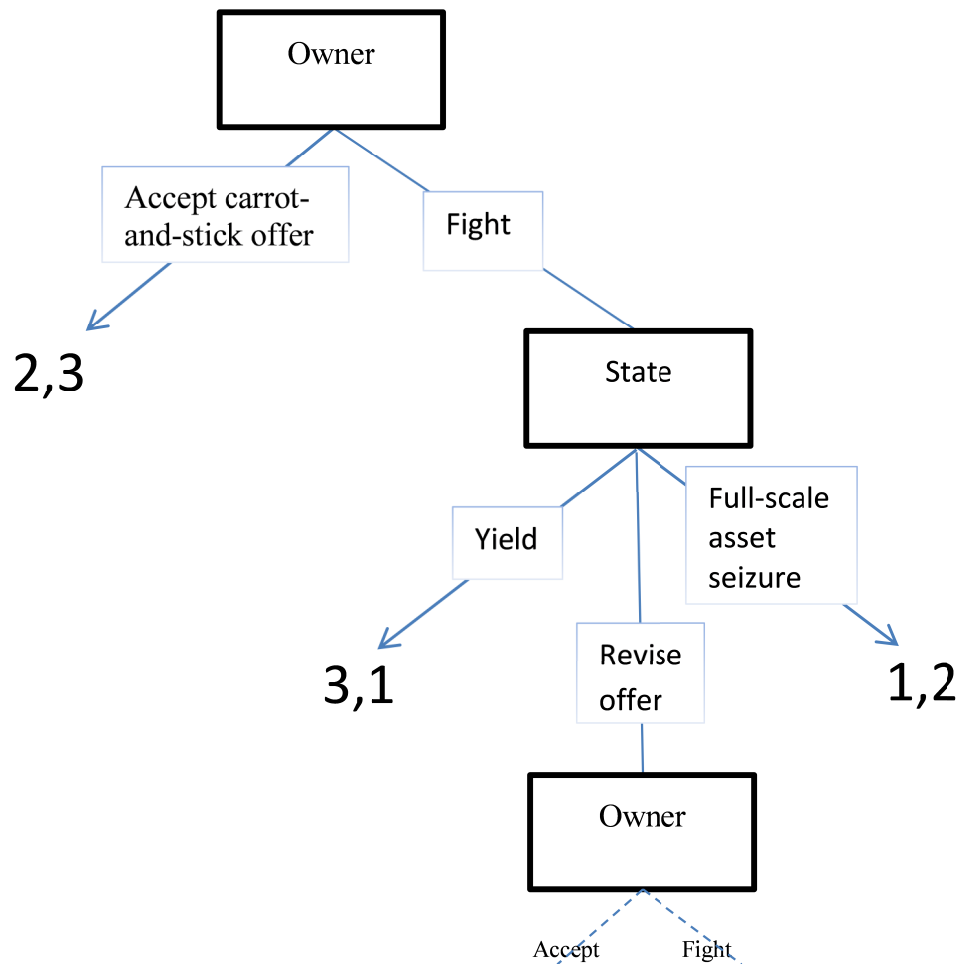 Owner
Accept carrot-
and-stick offer
Fight
2,3
State
Yield
Full-scale
asset
seizure
Revise
offer
3,1
1,2
Owner
Accept
Fight